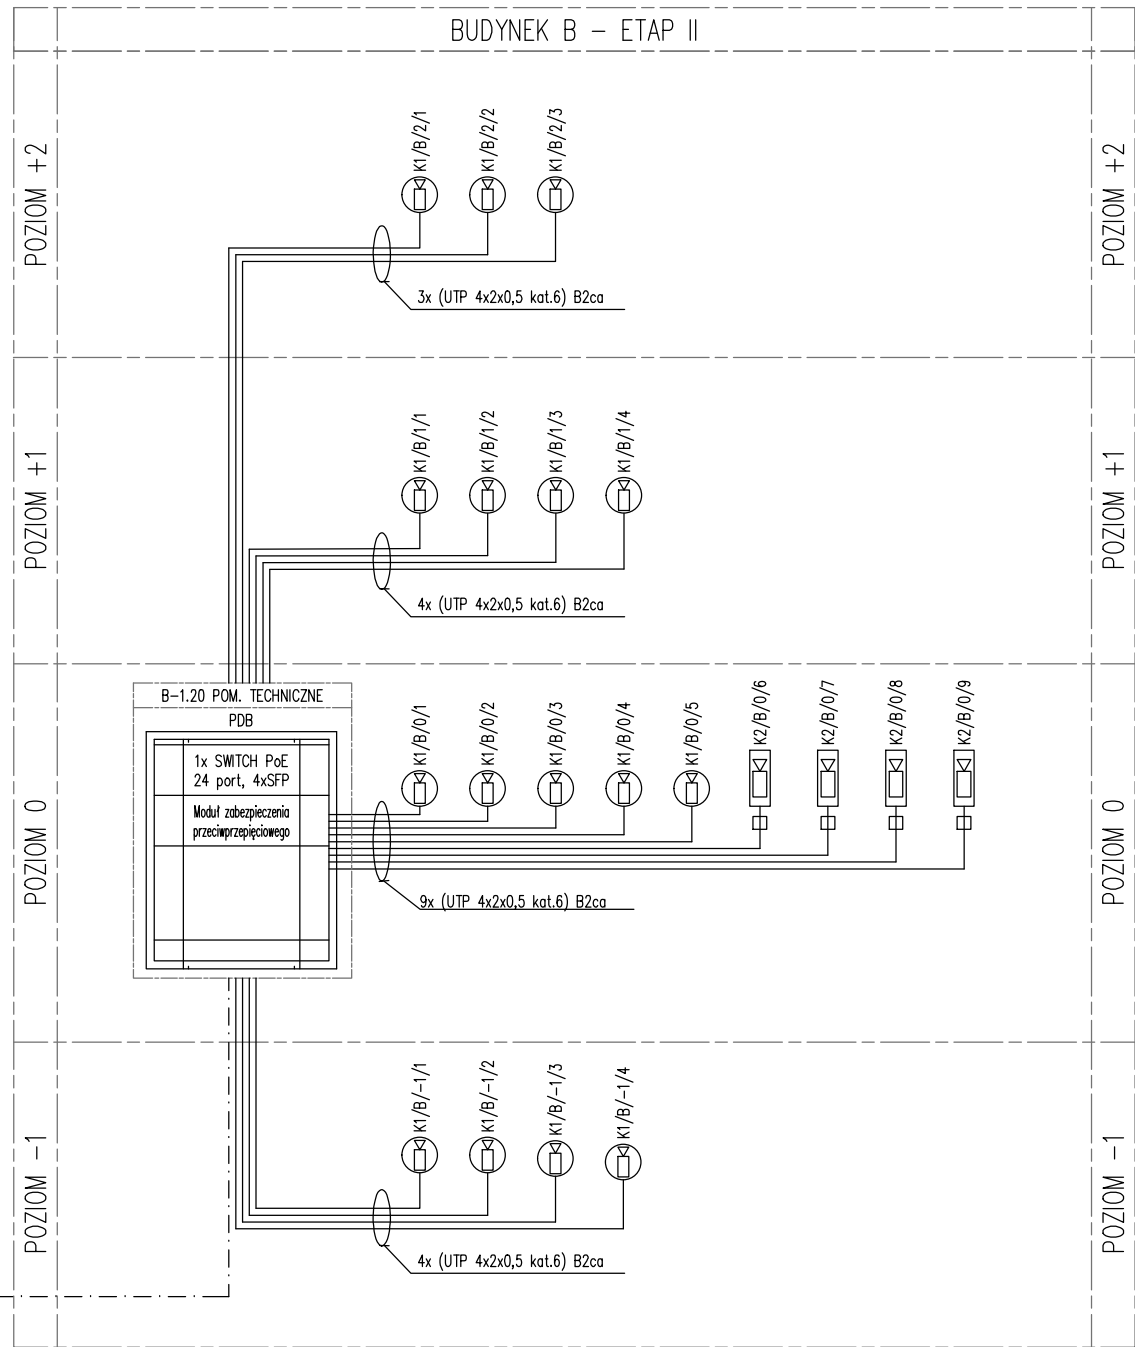 BUDYNEK B – ETAP II
POZIOM +2
K1/B/2/1
K1/B/2/2
K1/B/2/3
3x (UTP 4x2x0,5 kat.6) B2ca
POZIOM +2
POZIOM +1
K1/B/1/1
K1/B/1/2
K1/B/1/3
K1/B/1/4
4x (UTP 4x2x0,5 kat.6) B2ca
POZIOM +1
POZIOM 0
B-1.20 POM. TECHNICZNE
PDB
1x SWITCH PoE
24 port, 4xSFP
Moduł zabezpieczenia
przeciwprzepięciowego
K1/B/0/1
K1/B/0/2
K1/B/0/3
K1/B/0/4
K1/B/0/5
K2/B/0/6
K2/B/0/7
K2/B/0/8
K2/B/0/9
9x (UTP 4x2x0,5 kat.6) B2ca
POZIOM 0
POZIOM -1
K1/B/-1/1
K1/B/-1/2
K1/B/-1/3
K1/B/-1/4
4x (UTP 4x2x0,5 kat.6) B2ca
POZIOM -1